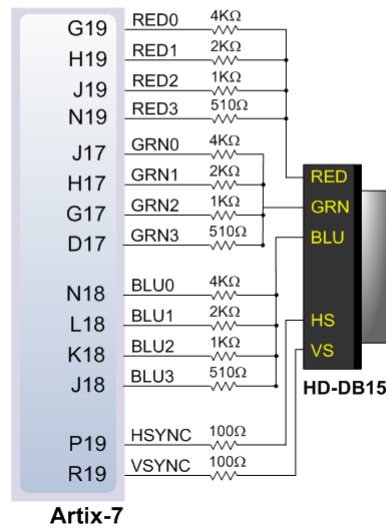 G19 RED0 4KΩ
H19 RED1 2KΩ
J19 RED2 1KΩ
N19 RED3 510Ω
J17 GRN0 4KΩ
H17 GRN1 2KΩ
G17 GRN2 1KΩ
D17 GRN3 510Ω
N18 BLU0 4KΩ
L18 BLU1 2KΩ
K18 BLU2 1KΩ
J18 BLU3 510Ω
P19 HSYNC 100Ω
R19 VSYNC 100Ω
RED
GRN
BLU
HS
VS
HD-DB15
Artix-7